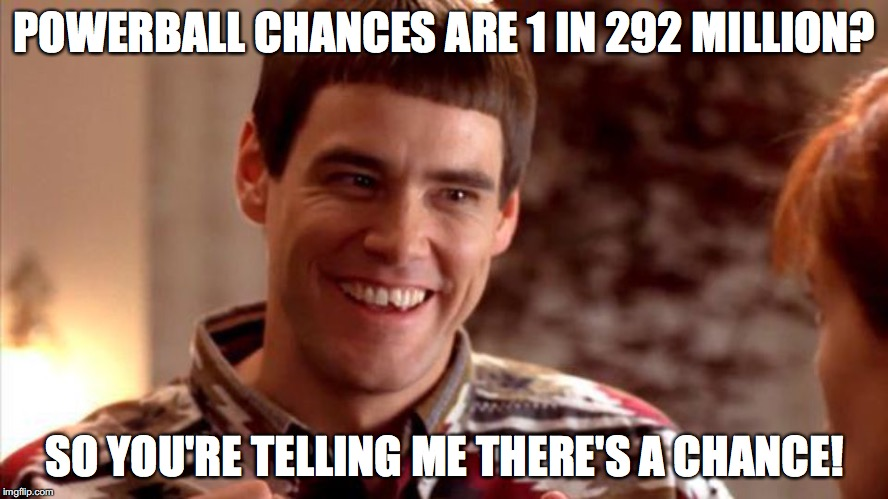 POWERBALL CHANCES ARE 1 IN 292 MILLION?
SO YOU'RE TELLING ME THERE'S A CHANCE!
imgflip.com